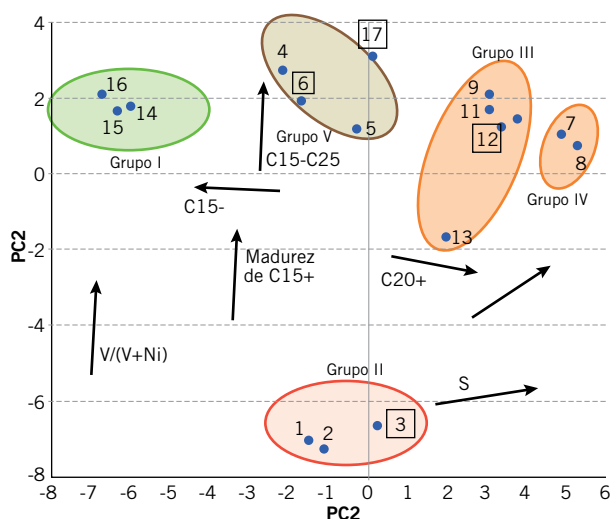 4
2
0
-2
-4
-6
-8
PC2
16
15
14
Grupo I
4
6
17
5
Grupo V
C15-C25
Grupo III
9
11
12
13
7
8
Grupo IV
C15-
Madurez
de C15+
C20+
V/(V+Ni)
Grupo II
1
2
3
S
-8 -7 -6 -5 -4 -3 -2 -1 0 1 2 3 4 5 6
PC2